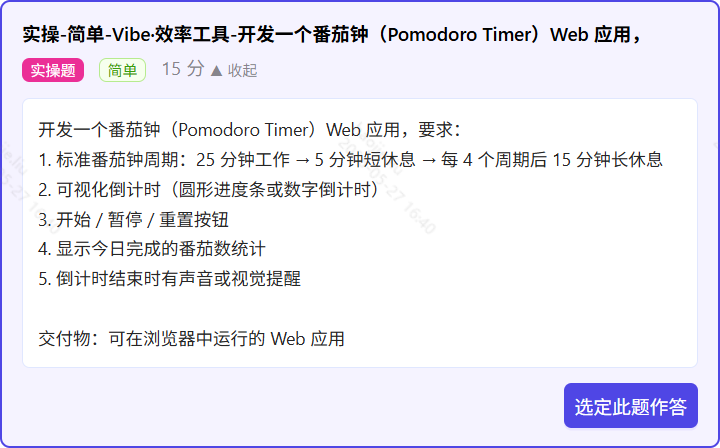 实操-简单-Vibe·效率工具-开发一个番茄钟（Pomodoro Timer）Web 应用，
实操题 简单 15 分 ▲ 收起
开发一个番茄钟（Pomodoro Timer）Web 应用，要求：
1. 标准番茄钟周期：25 分钟工作 → 5 分钟短休息 → 每 4 个周期后 15 分钟长休息
2. 可视化倒计时（圆形进度条或数字倒计时）
3. 开始 / 暂停 / 重置按钮
4. 显示今日完成的番茄数统计
5. 倒计时结束时有声音或视觉提醒
交付物：可在浏览器中运行的 Web 应用
选定此题作答